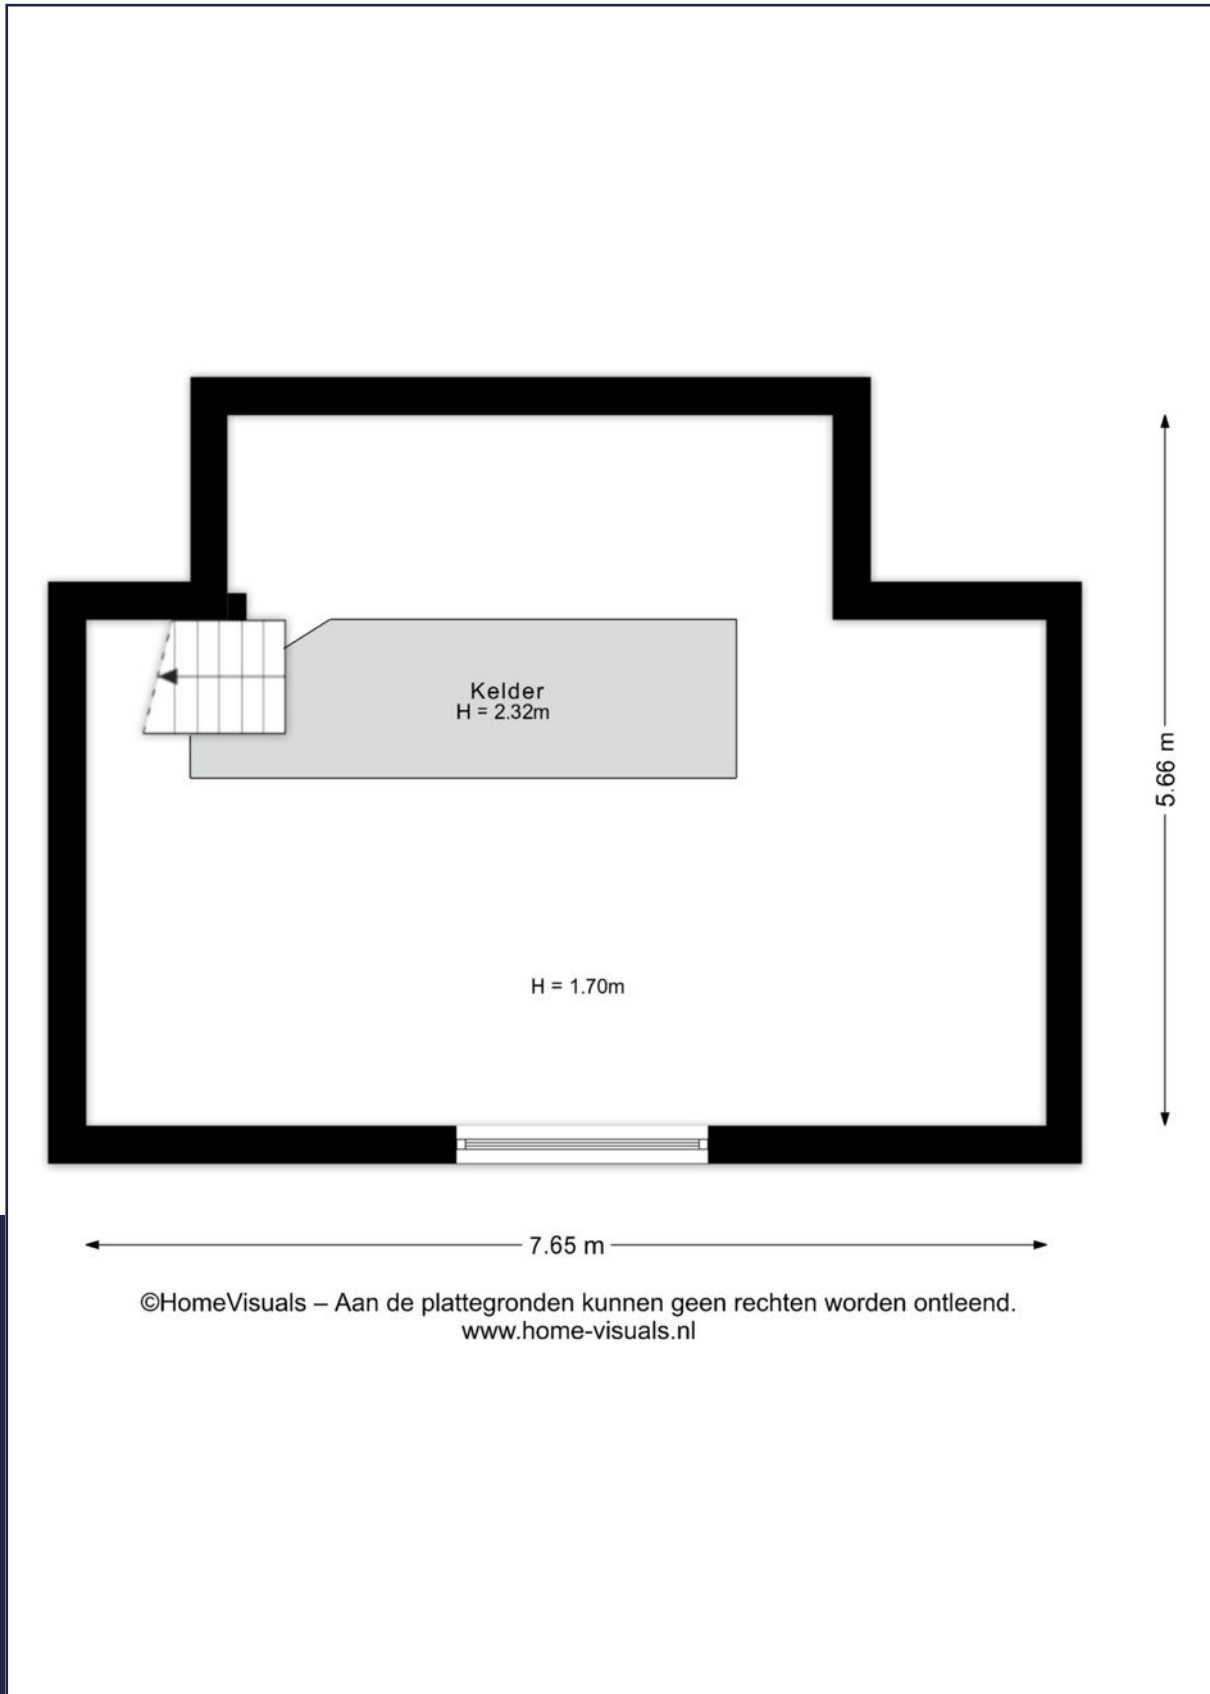 Kelder
H = 2.32m
5.66 m
H = 1.70m
7.65 m
©HomeVisuals – Aan de plattegronden kunnen geen rechten worden ontleend.
www.home-visuals.nl